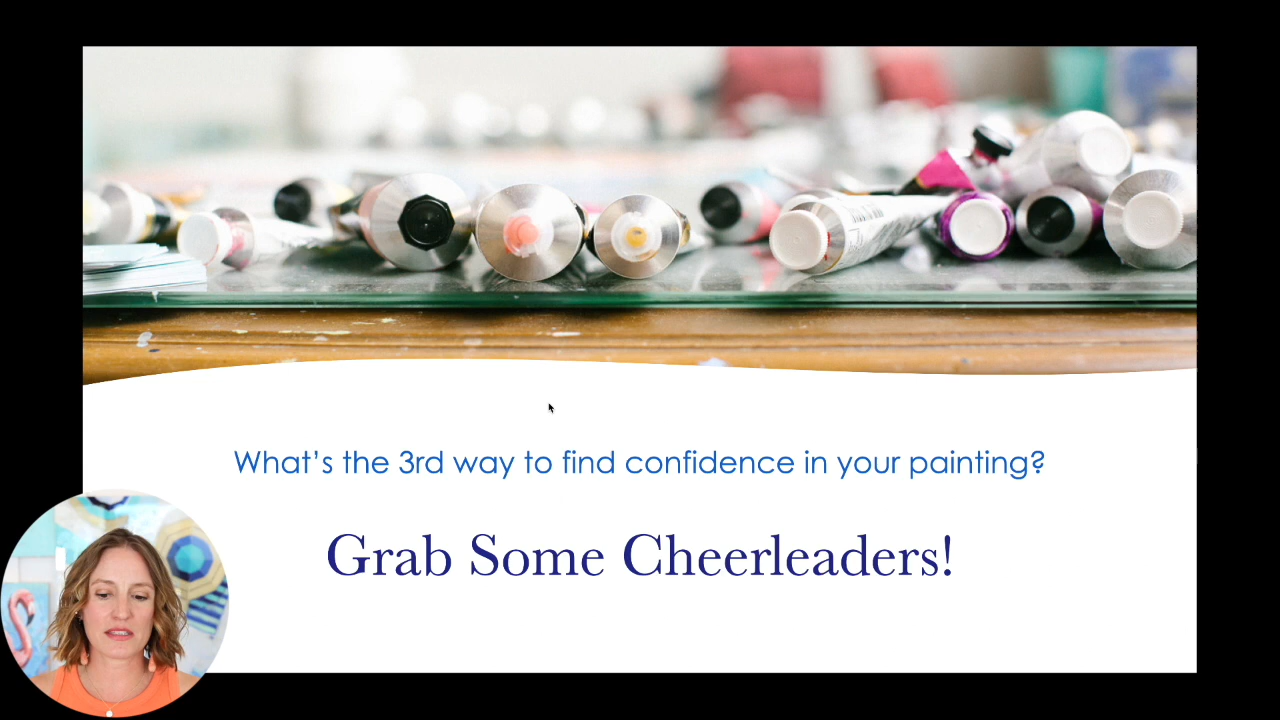 What's the 3rd way to find confidence in your painting?
Grab Some Cheerleaders!